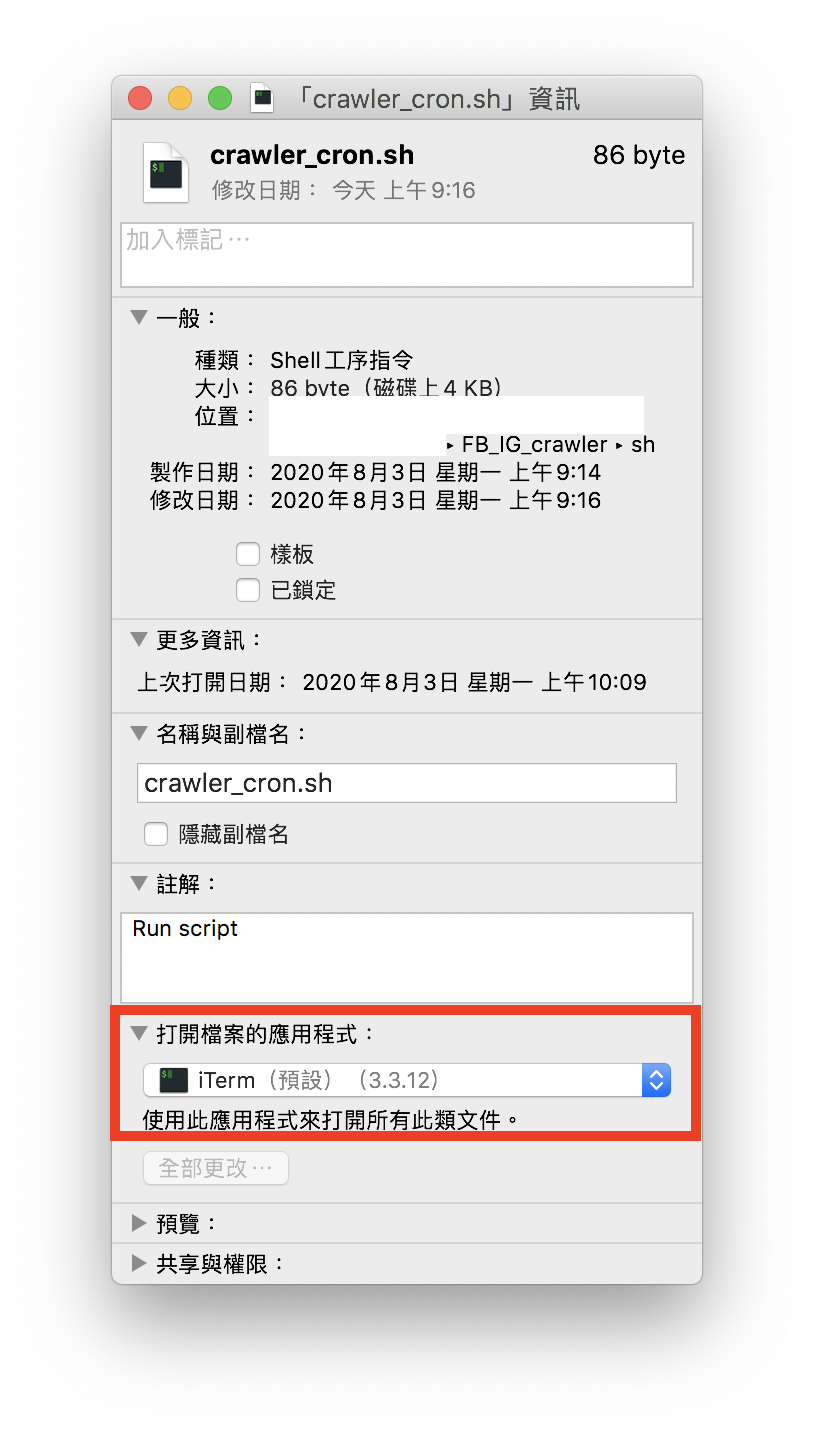 「crawler_cron.sh」資訊
crawler_cron.sh 86 byte
修改日期： 今天 上午9:16
加入標記⋯
一般：
種類： Shell工序指令
大小： 86 byte（磁碟上4 KB）
位置：
▸ FB_IG_crawler ▸ sh
製作日期： 2020年8月3日 星期一 上午9:14
修改日期： 2020年8月3日 星期一 上午9:16
樣板
已鎖定
更多資訊：
上次打開日期： 2020年8月3日 星期一 上午10:09
名稱與副檔名：
crawler_cron.sh
隱藏副檔名
註解：
Run script
打開檔案的應用程式：
iTerm（預設）（3.3.12）
使用此應用程式來打開所有此類文件。
全部更改⋯
預覽：
共享與權限：